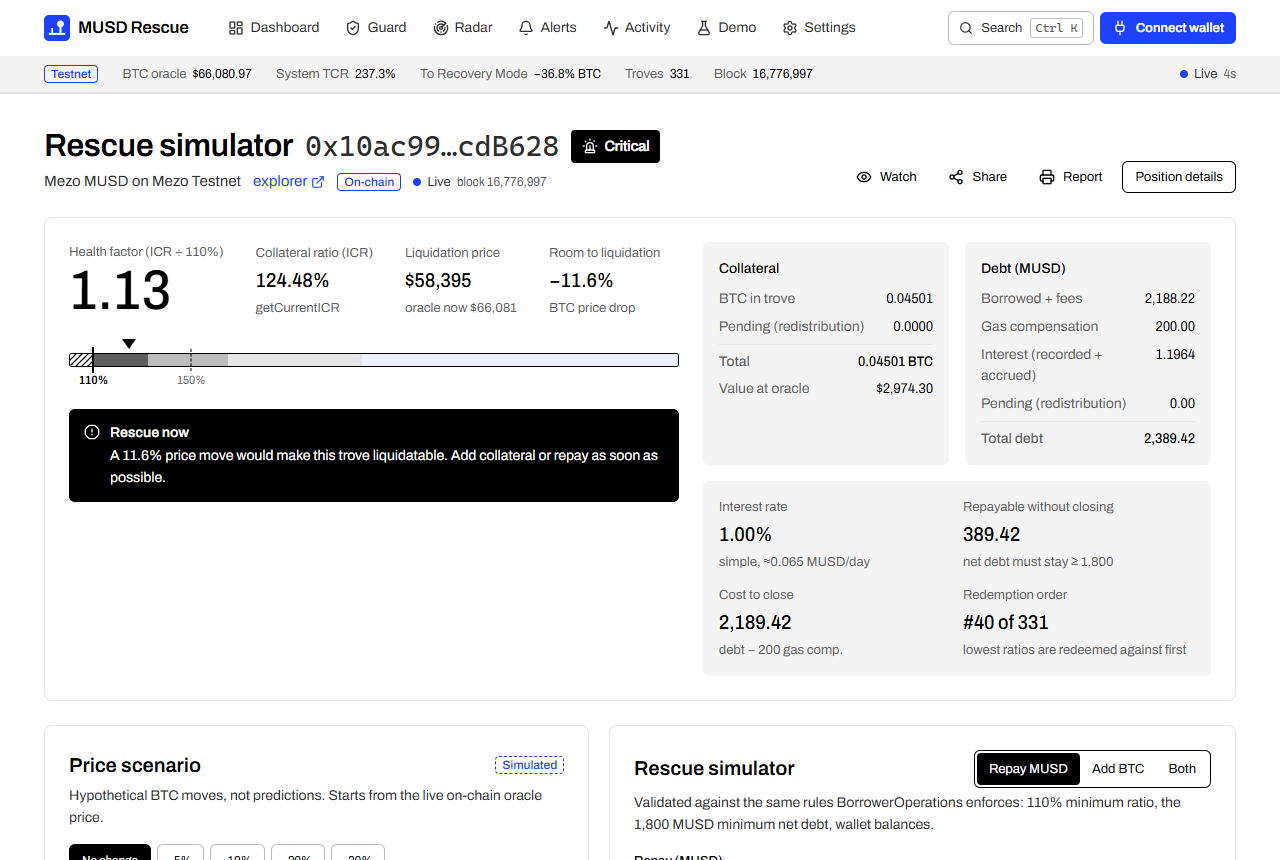 MUSD Rescue
Dashboard
Guard
Radar
Alerts
Activity
Demo
Settings
Search Ctrl K
Connect wallet
Testnet
BTC oracle $66,080.97
System TCR 237.3%
To Recovery Mode −36.8% BTC
Troves 331
Block 16,776,997
Live 4s
Rescue simulator 0x10ac99…cdB628
Critical
Mezo MUSD on Mezo Testnet explorer On-chain Live block 16,776,997
Watch
Share
Report
Position details
Health factor (ICR ÷ 110%)
1.13
Collateral ratio (ICR)
124.48%
getCurrentICR
Liquidation price
$58,395
oracle now $66,081
Room to liquidation
−11.6%
BTC price drop
110%
150%
Rescue now
A 11.6% price move would make this trove liquidatable. Add collateral or repay as soon as
possible.
Collateral
BTC in trove 0.04501
Pending (redistribution) 0.0000
Total 0.04501 BTC
Value at oracle $2,974.30
Debt (MUSD)
Borrowed + fees 2,188.22
Gas compensation 200.00
Interest (recorded + 1.1964
accrued)
Pending (redistribution) 0.00
Total debt 2,389.42
Interest rate
1.00%
simple, ≈0.065 MUSD/day
Repayable without closing
389.42
net debt must stay ≥ 1,800
Cost to close
2,189.42
debt − 200 gas comp.
Redemption order
#40 of 331
lowest ratios are redeemed against first
Price scenario
Simulated
Hypothetical BTC moves, not predictions. Starts from the live on-chain oracle
price.
Rescue simulator
Repay MUSD
Add BTC
Both
Validated against the same rules BorrowerOperations enforces: 110% minimum ratio, the
1,800 MUSD minimum net debt, wallet balances.
Repay (MUSD)